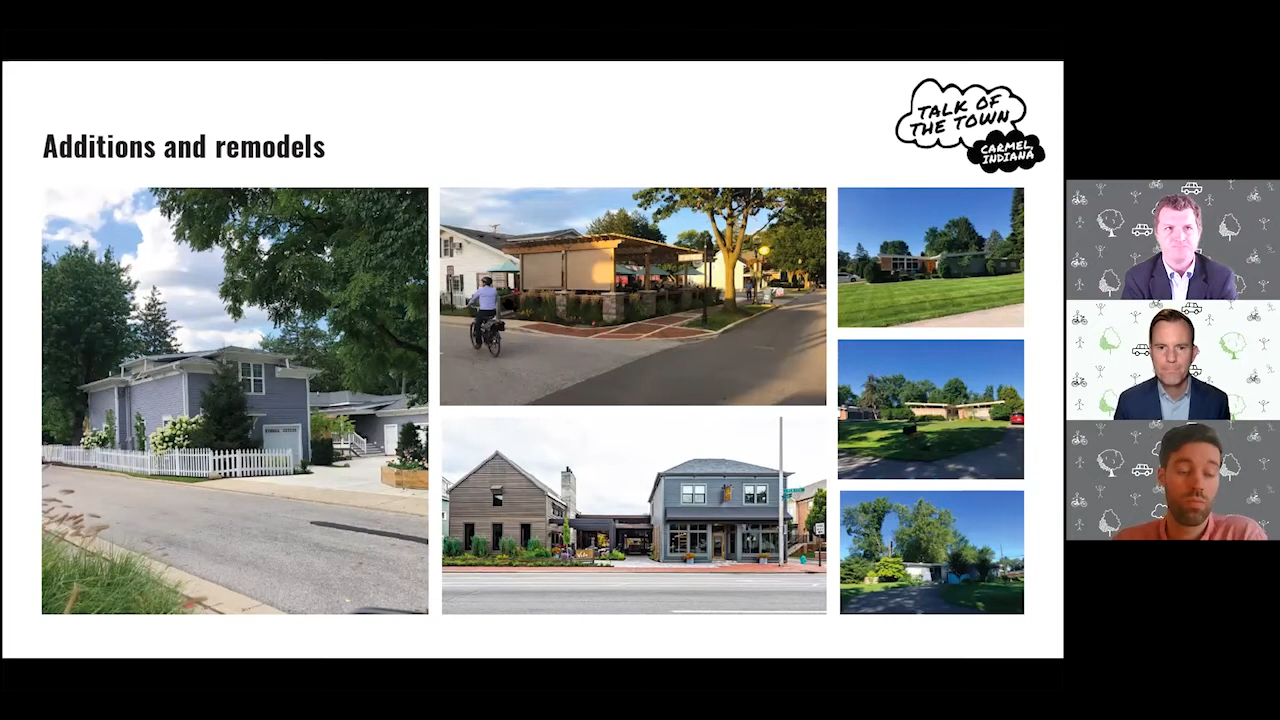 Additions and remodels
TALK OF
THE TOWN
CARMEL,
INDIANA